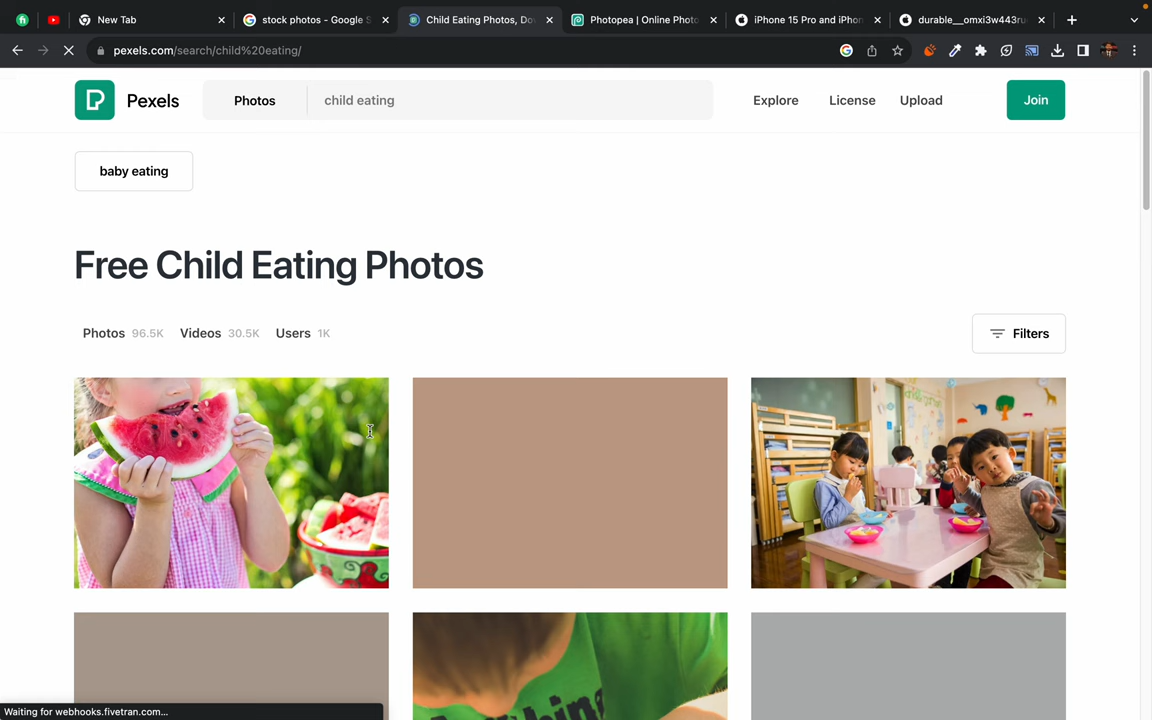 New Tab
stock photos - Google S
Child Eating Photos, Do
Photopea | Online Photo
iPhone 15 Pro and iPhon
durable__omxi3w443ru
pexels.com/search/child%20eating/
Pexels
Photos
child eating
Explore
License
Upload
Join
baby eating
Free Child Eating Photos
Photos 96.5K
Videos 30.5K
Users 1K
Filters
Waiting for webhooks.fivetran.com...